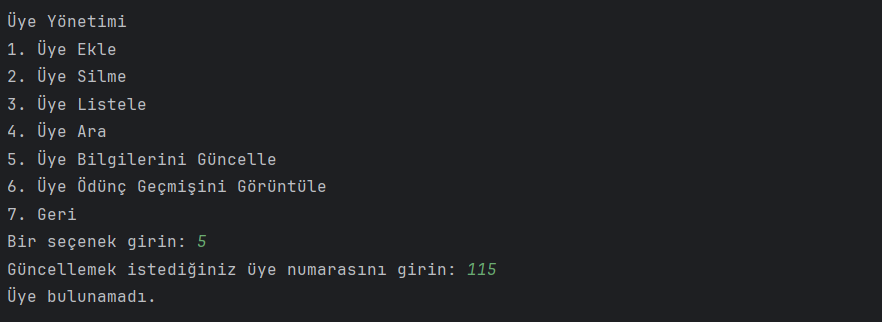 Üye Yönetimi
1. Üye Ekle
2. Üye Silme
3. Üye Listele
4. Üye Ara
5. Üye Bilgilerini Güncelle
6. Üye Ödünç Geçmişini Görüntüle
7. Geri
Bir seçenek girin: 5
Güncellemek istediğiniz üye numarasını girin: 115
Üye bulunamadı.